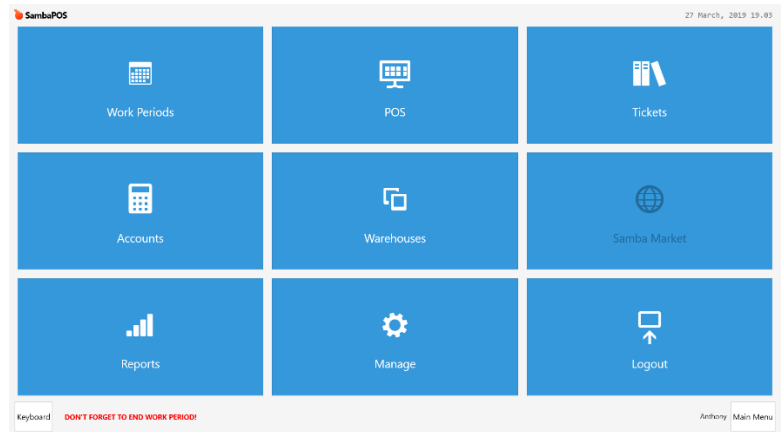 SambaPOS
27 March, 2019 19.03
Work Periods
POS
Tickets
Accounts
Warehouses
Samba Market
Reports
Manage
Logout
Keyboard
DON'T FORGET TO END WORK PERIOD!
Anthony
Main Menu